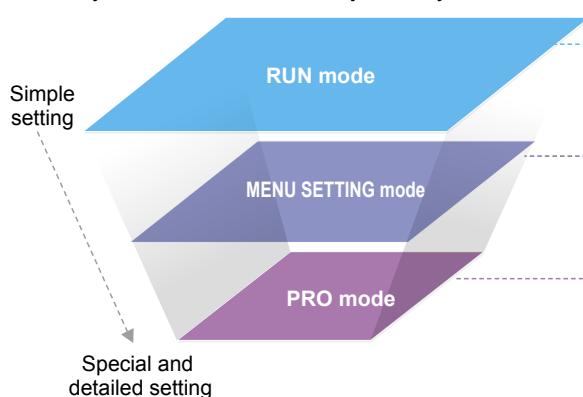 RUN mode
Simple
setting
MENU SETTING mode
PRO mode
Special and
detailed setting